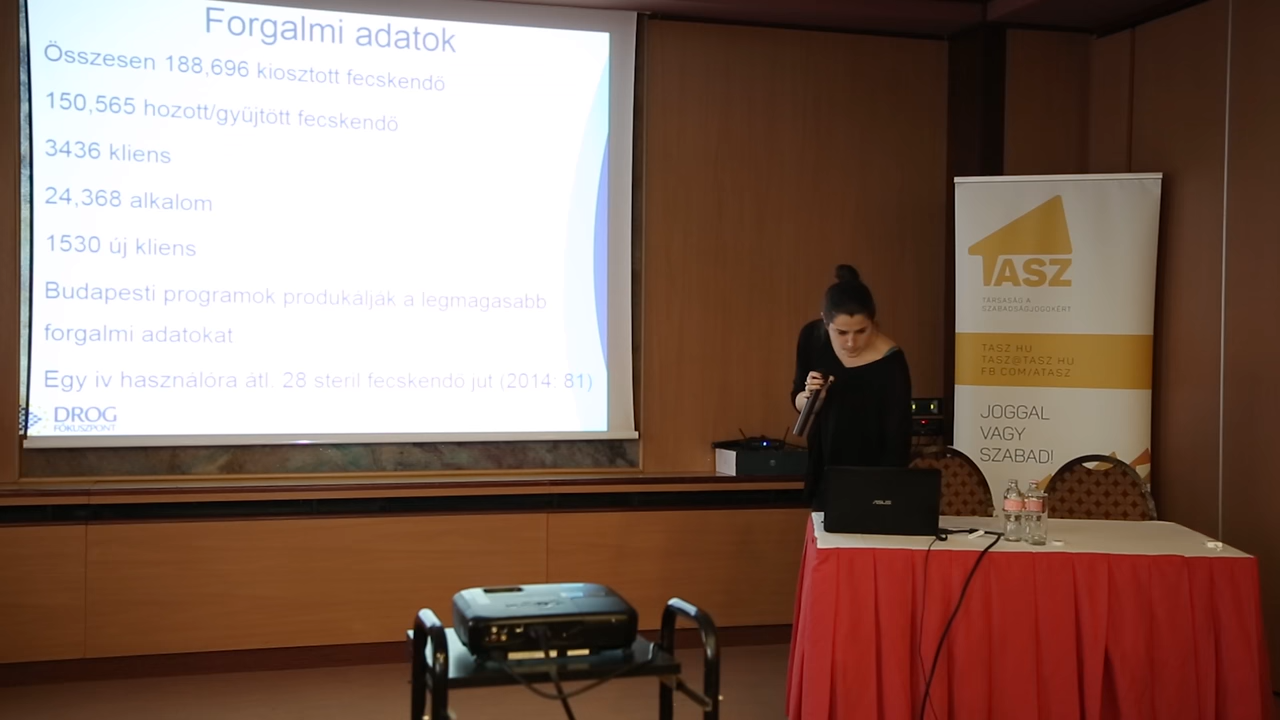 Forgalmi adatok
Összesen 188,696 kiosztott fecskendő
150,565 hozott/gyűjtött fecskendő
3436 kliens
24,368 alkalom
1530 új kliens
Budapesti programok produkálják a legmagasabb
forgalmi adatokat
Egy iv használóra átl. 28 steril fecskendő jut (2014: 81)
DROG
FÓKUSZPONT
TASZ
TÁRSASÁG A
SZABADSÁGJOGOKÉRT
TASZ.HU
TASZ@TASZ.HU
FB.COM/ATASZ
JOGGAL
VAGY
SZABAD!
ASUS